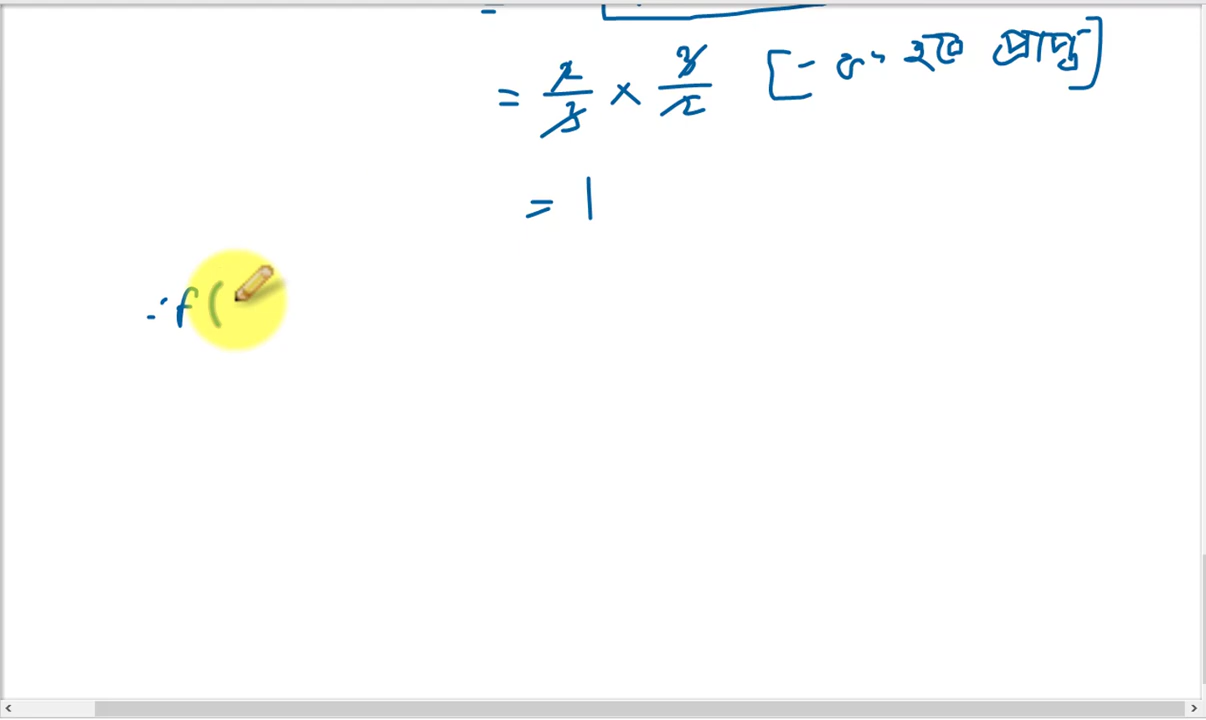 = 2/3 × 3/2 [ হতে প্রাপ্ত]
= 1
∴ f(